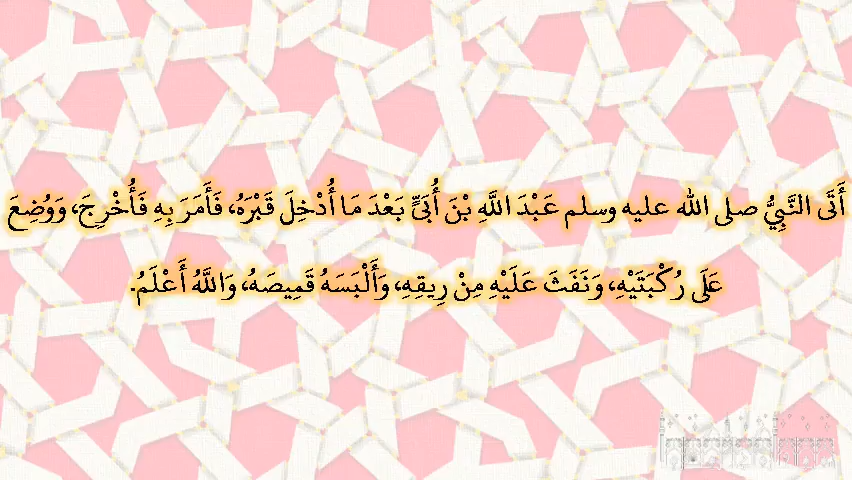 أَتَى النَّبِيُّ صلى الله عليه وسلم عَبْدَ اللَّهِ بْنَ أُبَىٍّ بَعْدَ مَا أُدْخِلَ قَبْرَهُ، فَأَمَرَ بِهِ فَأُخْرِجَ، وَوُضِعَ
عَلَى رُكْبَتَيْهِ، وَنَفَثَ عَلَيْهِ مِنْ رِيقِهِ، وَأَلْبَسَهُ قَمِيصَهُ، وَاللَّهُ أَعْلَمُ.